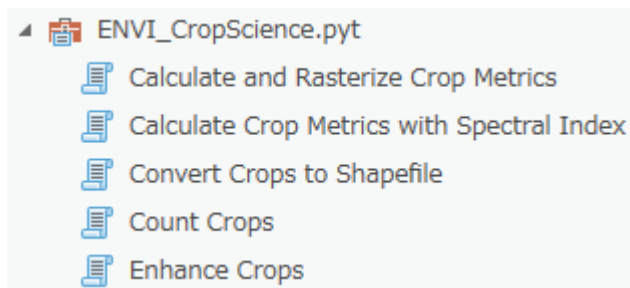 ENVI_CropScience.pyt
Calculate and Rasterize Crop Metrics
Calculate Crop Metrics with Spectral Index
Convert Crops to Shapefile
Count Crops
Enhance Crops